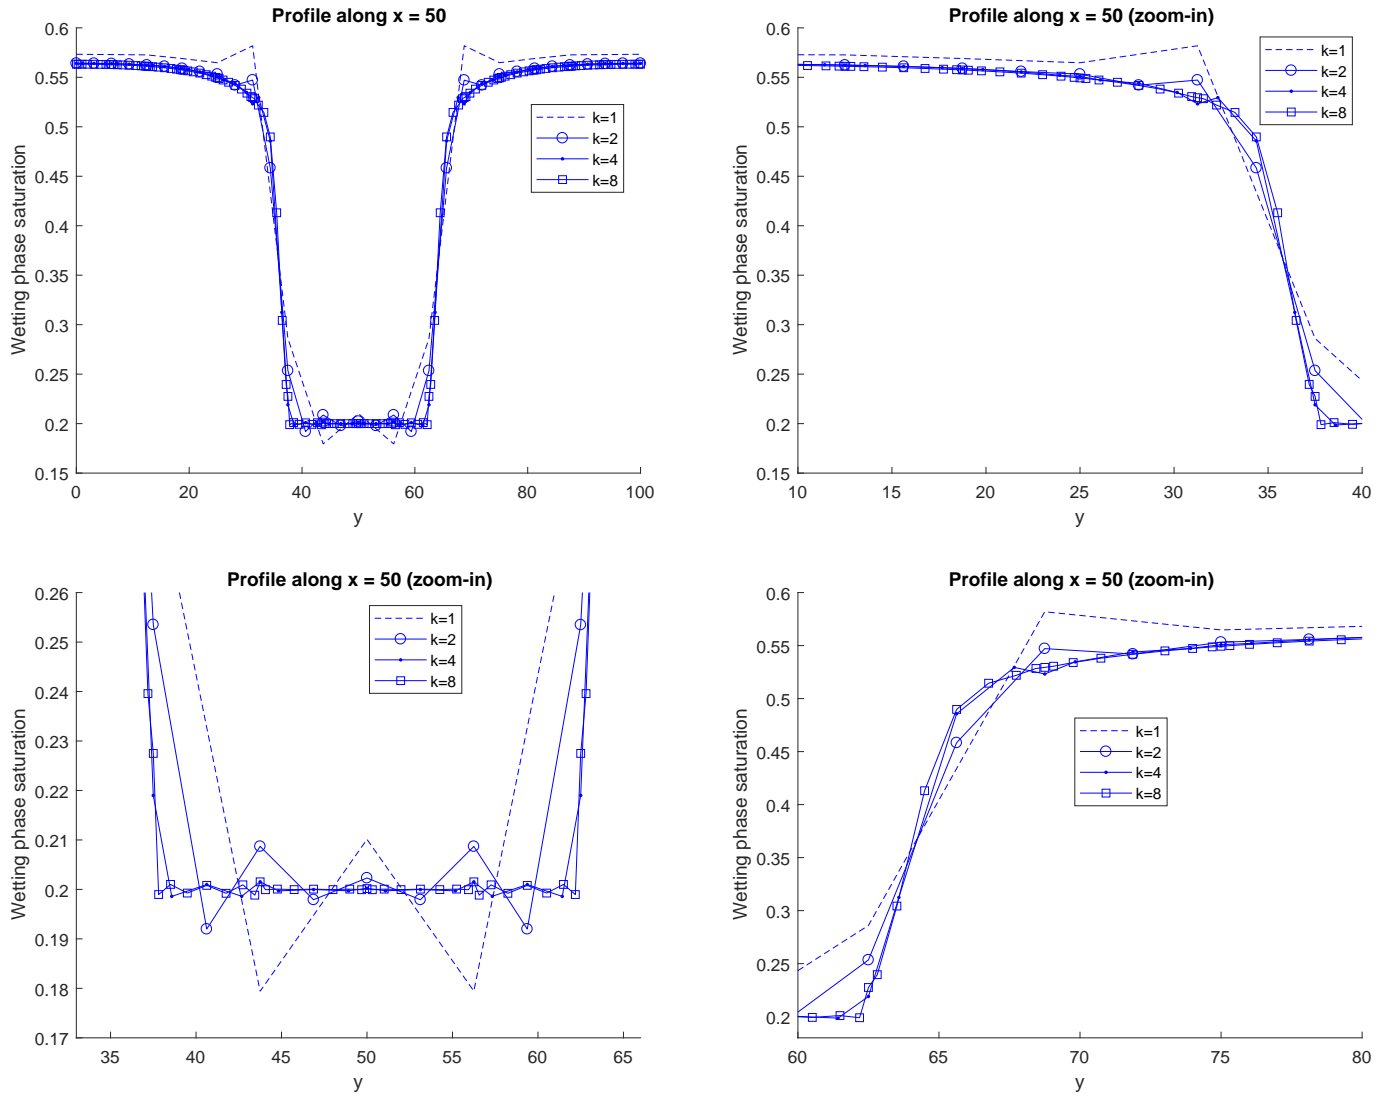 Profile along x = 50
Wetting phase saturation
0.6
0.55
0.5
0.45
0.4
0.35
0.3
0.25
0.2
0.15
0
20
40
60
80
100
y
k=1
k=2
k=4
k=8
Profile along x = 50 (zoom-in)
Wetting phase saturation
0.6
0.55
0.5
0.45
0.4
0.35
0.3
0.25
0.2
0.15
10
15
20
25
30
35
40
y
k=1
k=2
k=4
k=8
Profile along x = 50 (zoom-in)
Wetting phase saturation
0.26
0.25
0.24
0.23
0.22
0.21
0.2
0.19
0.18
0.17
35
40
45
50
55
60
65
y
k=1
k=2
k=4
k=8
Profile along x = 50 (zoom-in)
Wetting phase saturation
0.6
0.55
0.5
0.45
0.4
0.35
0.3
0.25
0.2
60
65
70
75
80
y
k=1
k=2
k=4
k=8